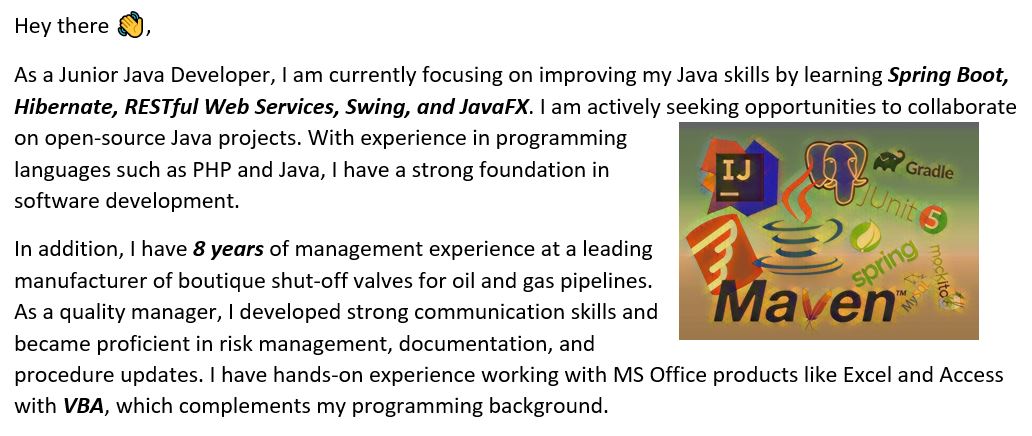 Hey there 👋,
As a Junior Java Developer, I am currently focusing on improving my Java skills by learning Spring Boot,
Hibernate, RESTful Web Services, Swing, and JavaFX. I am actively seeking opportunities to collaborate
on open-source Java projects. With experience in programming
languages such as PHP and Java, I have a strong foundation in
software development.
In addition, I have 8 years of management experience at a leading
manufacturer of boutique shut-off valves for oil and gas pipelines.
As a quality manager, I developed strong communication skills and
became proficient in risk management, documentation, and
procedure updates. I have hands-on experience working with MS Office products like Excel and Access
with VBA, which complements my programming background.
IJ
Gradle
JUnit 5
spring
mockito
MySQL
Maven™